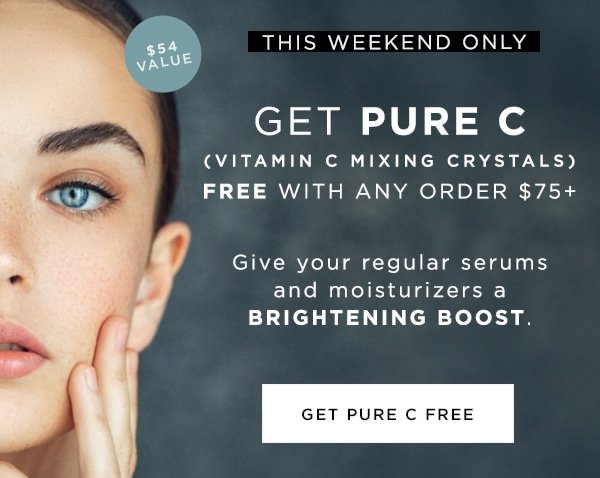 $54
VALUE
THIS WEEKEND ONLY
GET PURE C
(VITAMIN C MIXING CRYSTALS)
FREE WITH ANY ORDER $75+
Give your regular serums
and moisturizers a
BRIGHTENING BOOST.
GET PURE C FREE